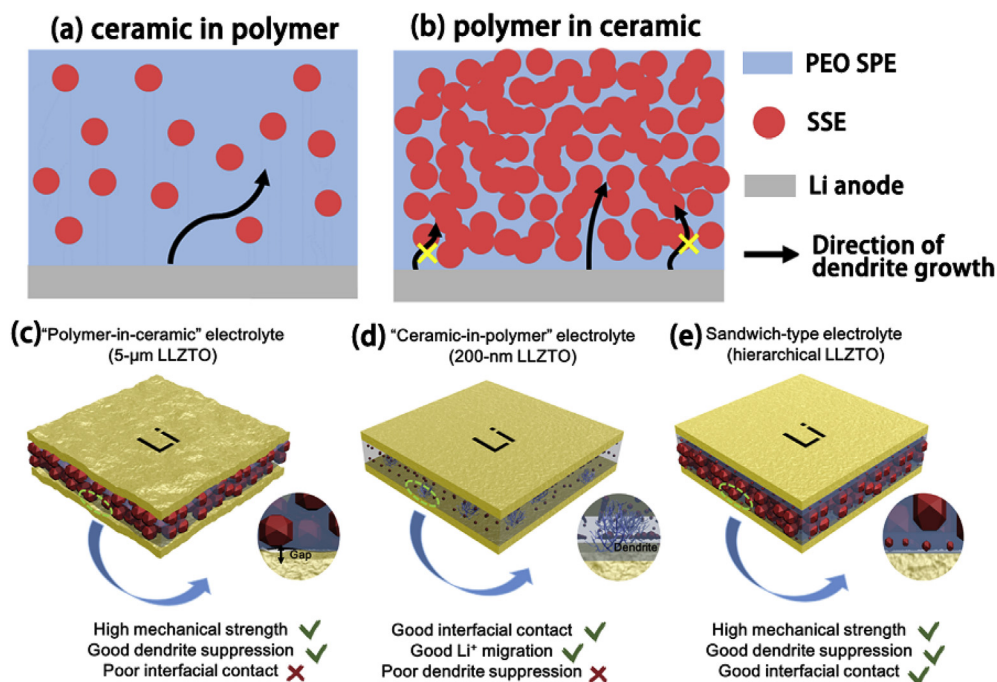 (a) ceramic in polymer
(b) polymer in ceramic
PEO SPE
SSE
Li anode
Direction of
dendrite growth
(c) "Polymer-in-ceramic" electrolyte
(5-μm LLZTO)
(d) "Ceramic-in-polymer" electrolyte
(200-nm LLZTO)
(e) Sandwich-type electrolyte
(hierarchical LLZTO)
Li
Li
Li
Gap
Dendrite
High mechanical strength
Good dendrite suppression
Poor interfacial contact
Good interfacial contact
Good Li⁺ migration
Poor dendrite suppression
High mechanical strength
Good dendrite suppression
Good interfacial contact